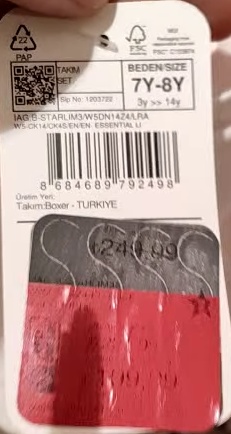 22
PAP
FSC
TAKIM
SET
Sip No: 1203722
BEDEN/SIZE
7Y-8Y
3y >> 14y
IAG.B-STARLIM3/W5DN14Z4/LRA
W5-CK14/CK45/EN/EN- ESSENTIAL LI
8 684689 792498
Üretim Yeri:
Takım:Boxer - TURKIYE
249.99